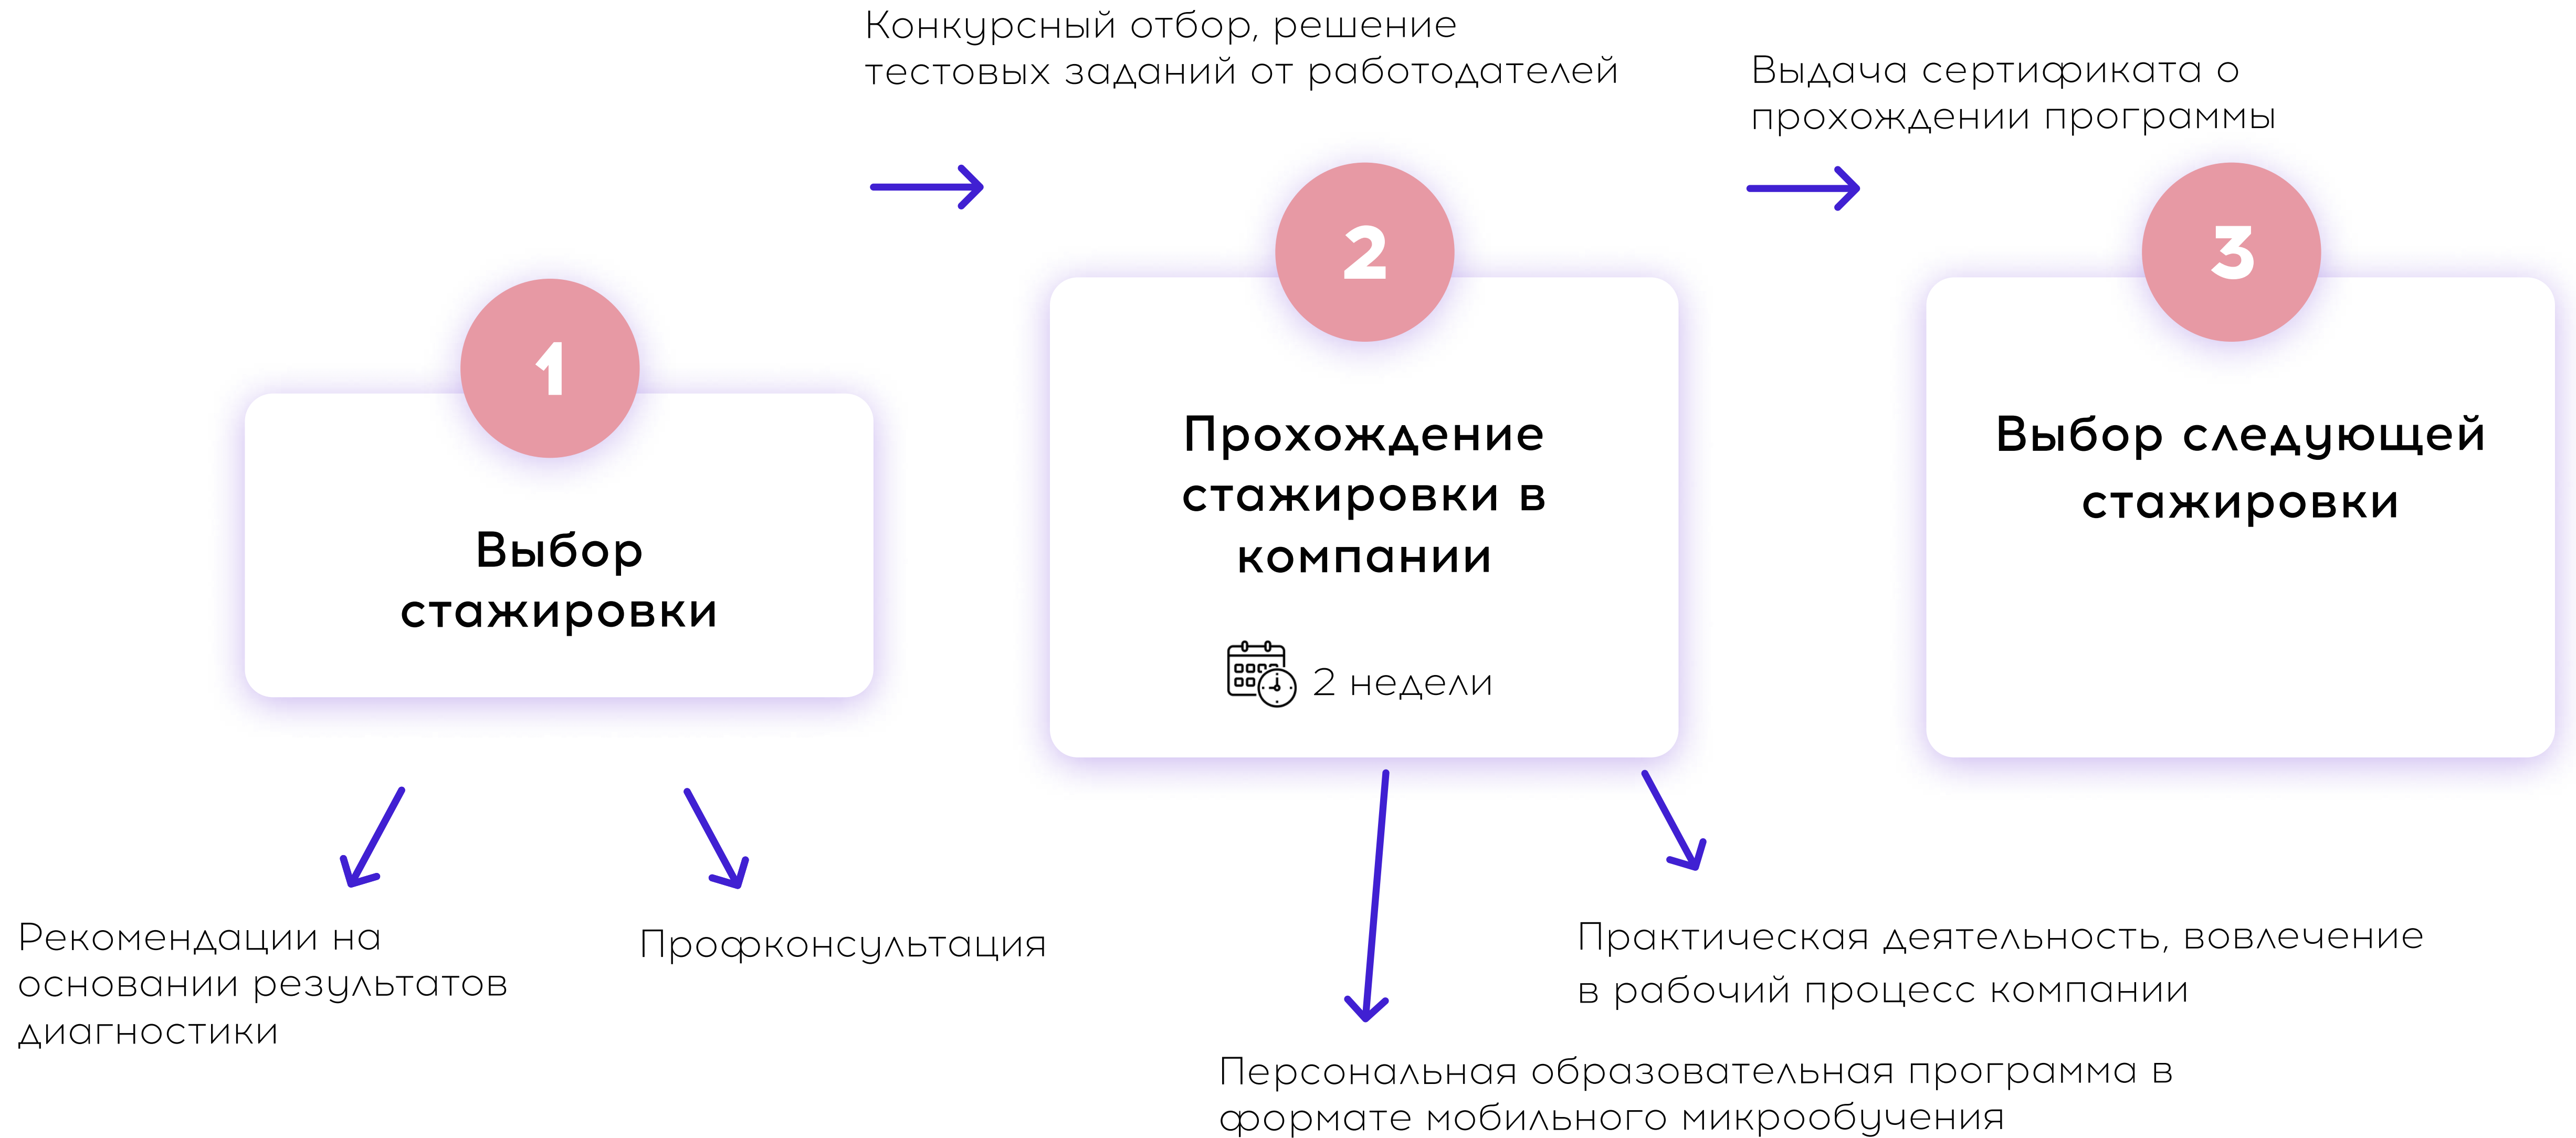 Конкурсный отбор, решение
тестовых заданий от работодателей
Выдача сертификата о
прохождении программы
1
Выбор
стажировки
2
Прохождение
стажировки в
компании
2 недели
3
Выбор следующей
стажировки
Рекомендации на
основании результатов
диагностики
Профконсультация
Практическая деятельность, вовлечение
в рабочий процесс компании
Персональная образовательная программа в
формате мобильного микрообучения